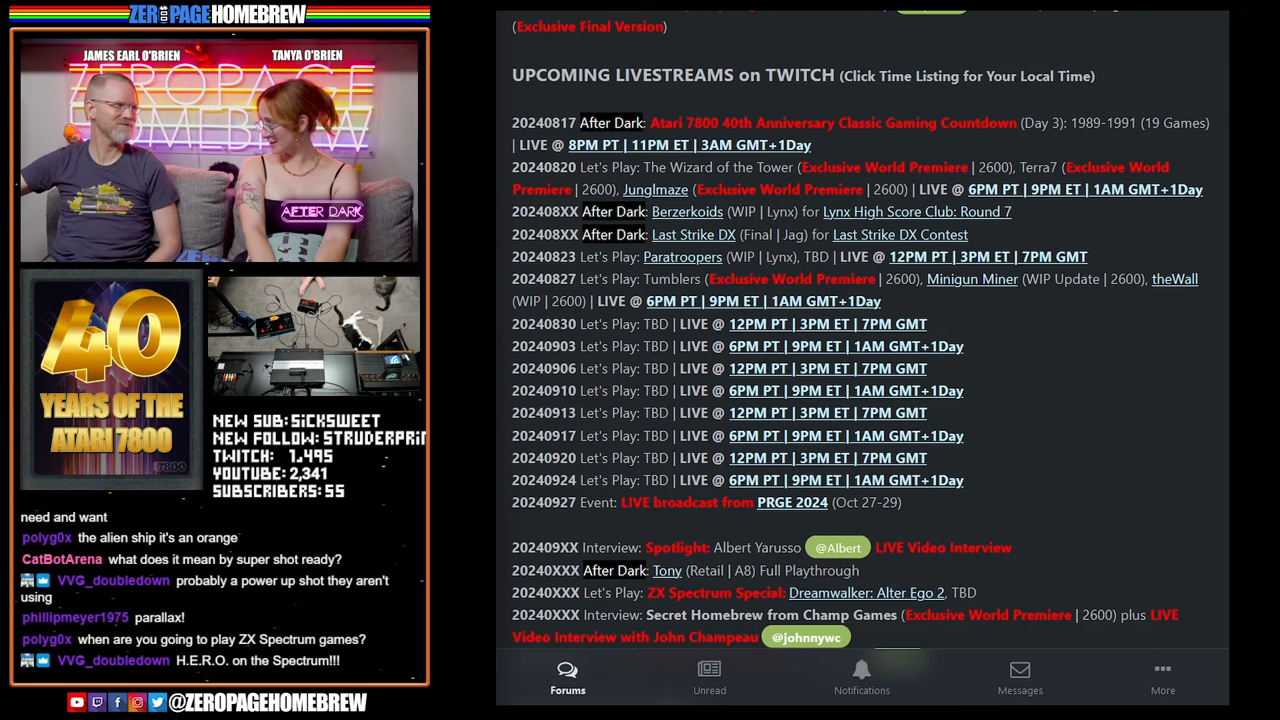 ZEROPAGE HOMEBREW
JAMES EARL O'BRIEN
TANYA O'BRIEN
ZEROPAGE
HOMEBREW
AFTER DARK
40
YEARS OF THE
ATARI 7800
7800
NEW SUB: SICKSWEET
NEW FOLLOW: STRUDERPRI
TWITCH: 1,495
YOUTUBE: 2,341
SUBSCRIBERS: 55
need and want
polyg0x the alien ship it's an orange
CatBotArena what does it mean by super shot ready?
VVG_doubledown probably a power up shot they aren't
using
phillipmeyer1975 parallax!
polyg0x when are you going to play ZX Spectrum games?
VVG_doubledown H.E.R.O. on the Spectrum!!!
@ZEROPAGEHOMEBREW
(Exclusive Final Version)
UPCOMING LIVESTREAMS on TWITCH (Click Time Listing for Your Local Time)
20240817 After Dark: Atari 7800 40th Anniversary Classic Gaming Countdown (Day 3): 1989-1991 (19 Games)
| LIVE @ 8PM PT | 11PM ET | 3AM GMT+1Day
20240820 Let's Play: The Wizard of the Tower (Exclusive World Premiere | 2600), Terra7 (Exclusive World
Premiere | 2600), Junglmaze (Exclusive World Premiere | 2600) | LIVE @ 6PM PT | 9PM ET | 1AM GMT+1Day
202408XX After Dark: Berzerkoids (WIP | Lynx) for Lynx High Score Club: Round 7
202408XX After Dark: Last Strike DX (Final | Jag) for Last Strike DX Contest
20240823 Let's Play: Paratroopers (WIP | Lynx), TBD | LIVE @ 12PM PT | 3PM ET | 7PM GMT
20240827 Let's Play: Tumblers (Exclusive World Premiere | 2600), Minigun Miner (WIP Update | 2600), theWall
(WIP | 2600) | LIVE @ 6PM PT | 9PM ET | 1AM GMT+1Day
20240830 Let's Play: TBD | LIVE @ 12PM PT | 3PM ET | 7PM GMT
20240903 Let's Play: TBD | LIVE @ 6PM PT | 9PM ET | 1AM GMT+1Day
20240906 Let's Play: TBD | LIVE @ 12PM PT | 3PM ET | 7PM GMT
20240910 Let's Play: TBD | LIVE @ 6PM PT | 9PM ET | 1AM GMT+1Day
20240913 Let's Play: TBD | LIVE @ 12PM PT | 3PM ET | 7PM GMT
20240917 Let's Play: TBD | LIVE @ 6PM PT | 9PM ET | 1AM GMT+1Day
20240920 Let's Play: TBD | LIVE @ 12PM PT | 3PM ET | 7PM GMT
20240924 Let's Play: TBD | LIVE @ 6PM PT | 9PM ET | 1AM GMT+1Day
20240927 Event: LIVE broadcast from PRGE 2024 (Oct 27-29)
202409XX Interview: Spotlight: Albert Yarusso @Albert LIVE Video Interview
20240XXX After Dark: Tony (Retail | A8) Full Playthrough
20240XXX Let's Play: ZX Spectrum Special: Dreamwalker: Alter Ego 2, TBD
20240XXX Interview: Secret Homebrew from Champ Games (Exclusive World Premiere | 2600) plus LIVE
Video Interview with John Champeau @johnnywc
Forums
Unread
Notifications
Messages
More